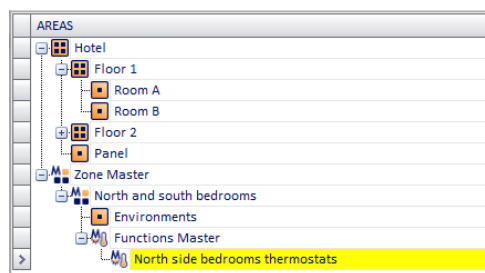 AREAS
Hotel
Floor 1
Room A
Room B
Floor 2
Panel
Zone Master
North and south bedrooms
Environments
Functions Master
North side bedrooms thermostats